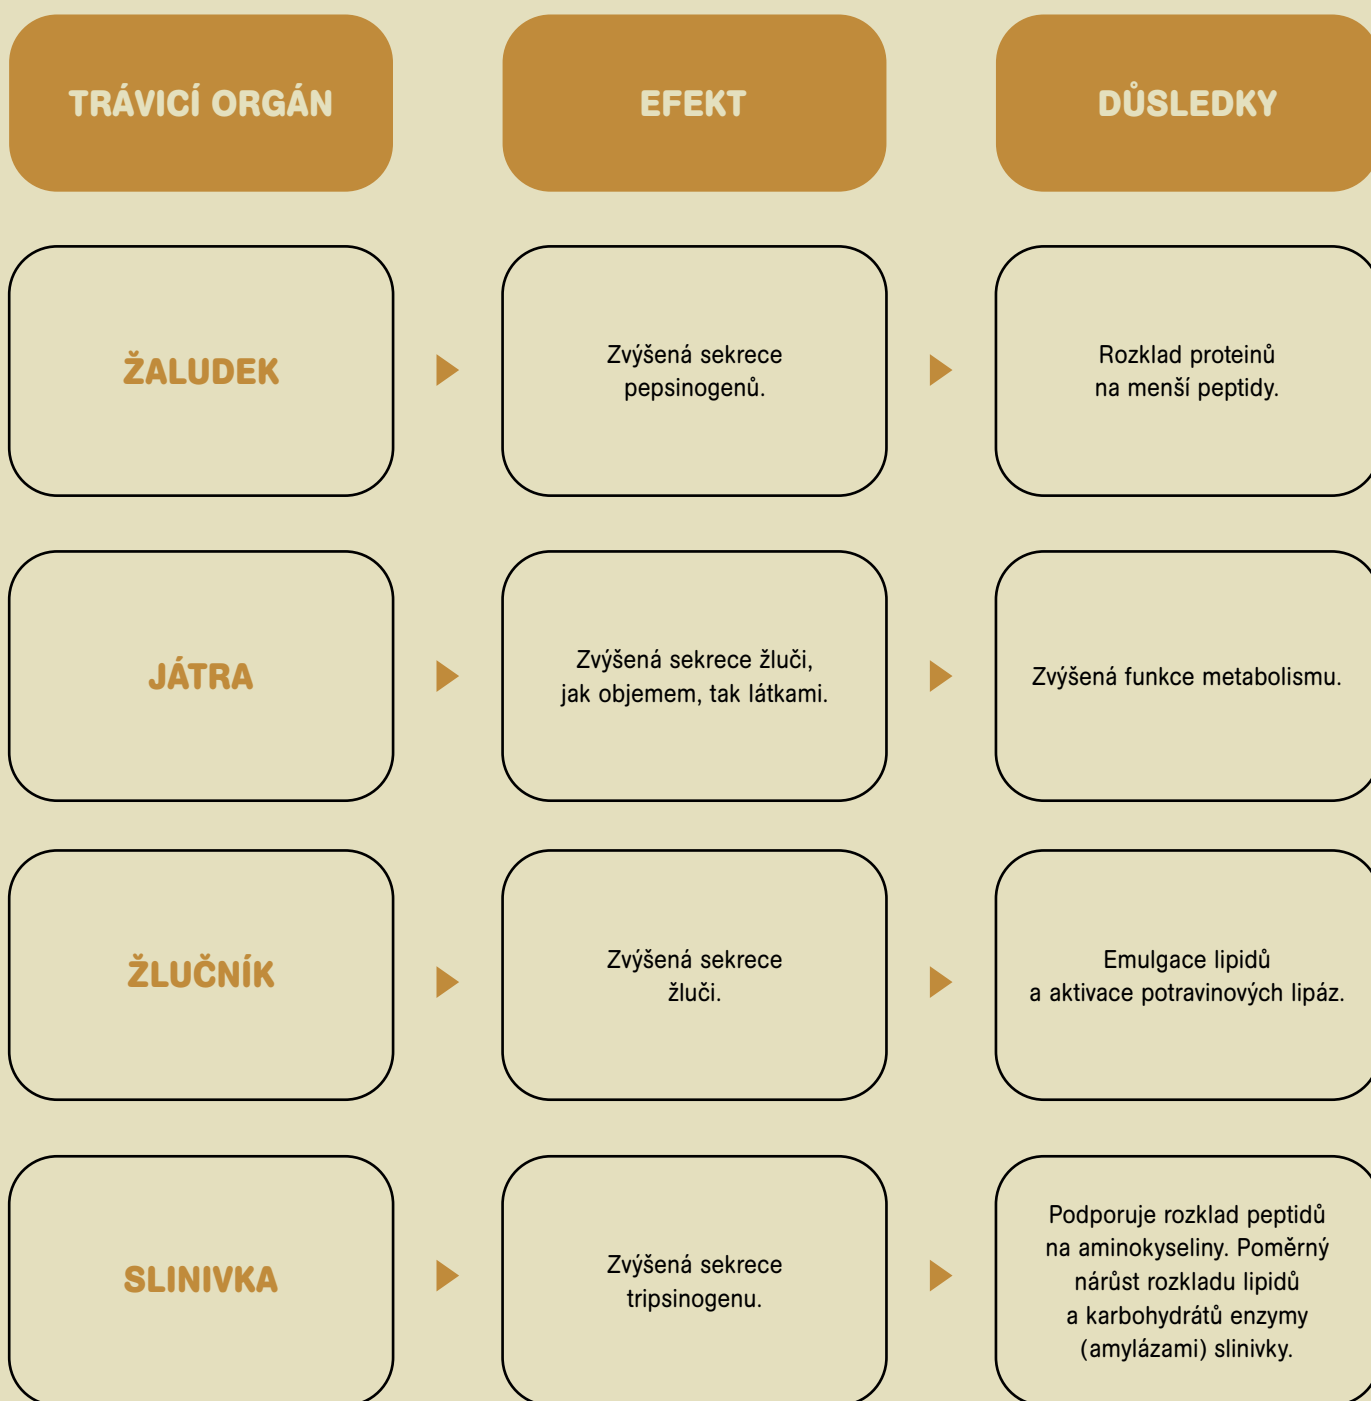 TRÁVICÍ ORGÁN
EFEKT
DŮSLEDKY
ŽALUDEK
Zvýšená sekrece
pepsinogenů.
Rozklad proteinů
na menší peptidy.
JÁTRA
Zvýšená sekrece žluči,
jak objemem, tak látkami.
Zvýšená funkce metabolismu.
ŽLUČNÍK
Zvýšená sekrece
žluči.
Emulgace lipidů
a aktivace potravinových lipáz.
SLINIVKA
Zvýšená sekrece
tripsinogenu.
Podporuje rozklad peptidů
na aminokyseliny. Poměrný
nárůst rozkladu lipidů
a karbohydrátů enzymy
(amylázami) slinivky.